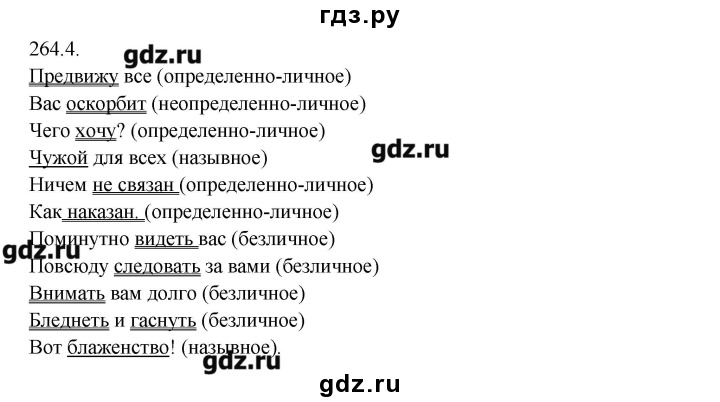 гдз.ру
264.4.
gdz.ru
Предвижу все (определенно-личное)
Вас оскорбит (неопределенно-личное)
Чего хочу? (определенно-личное)
gdz.ru
Чужой для всех (назывное)
Ничем не связан (определенно-личное)
Как наказан. (определенно-личное)
Поминутно видеть вас (безличное)
gdz.ru
Повсюду следовать за вами (безличное)
Внимать вам долго (безличное)
Бледнеть и гаснуть (безличное)
Вот блаженство! (назывное).
gdz.ru
gdz.ru